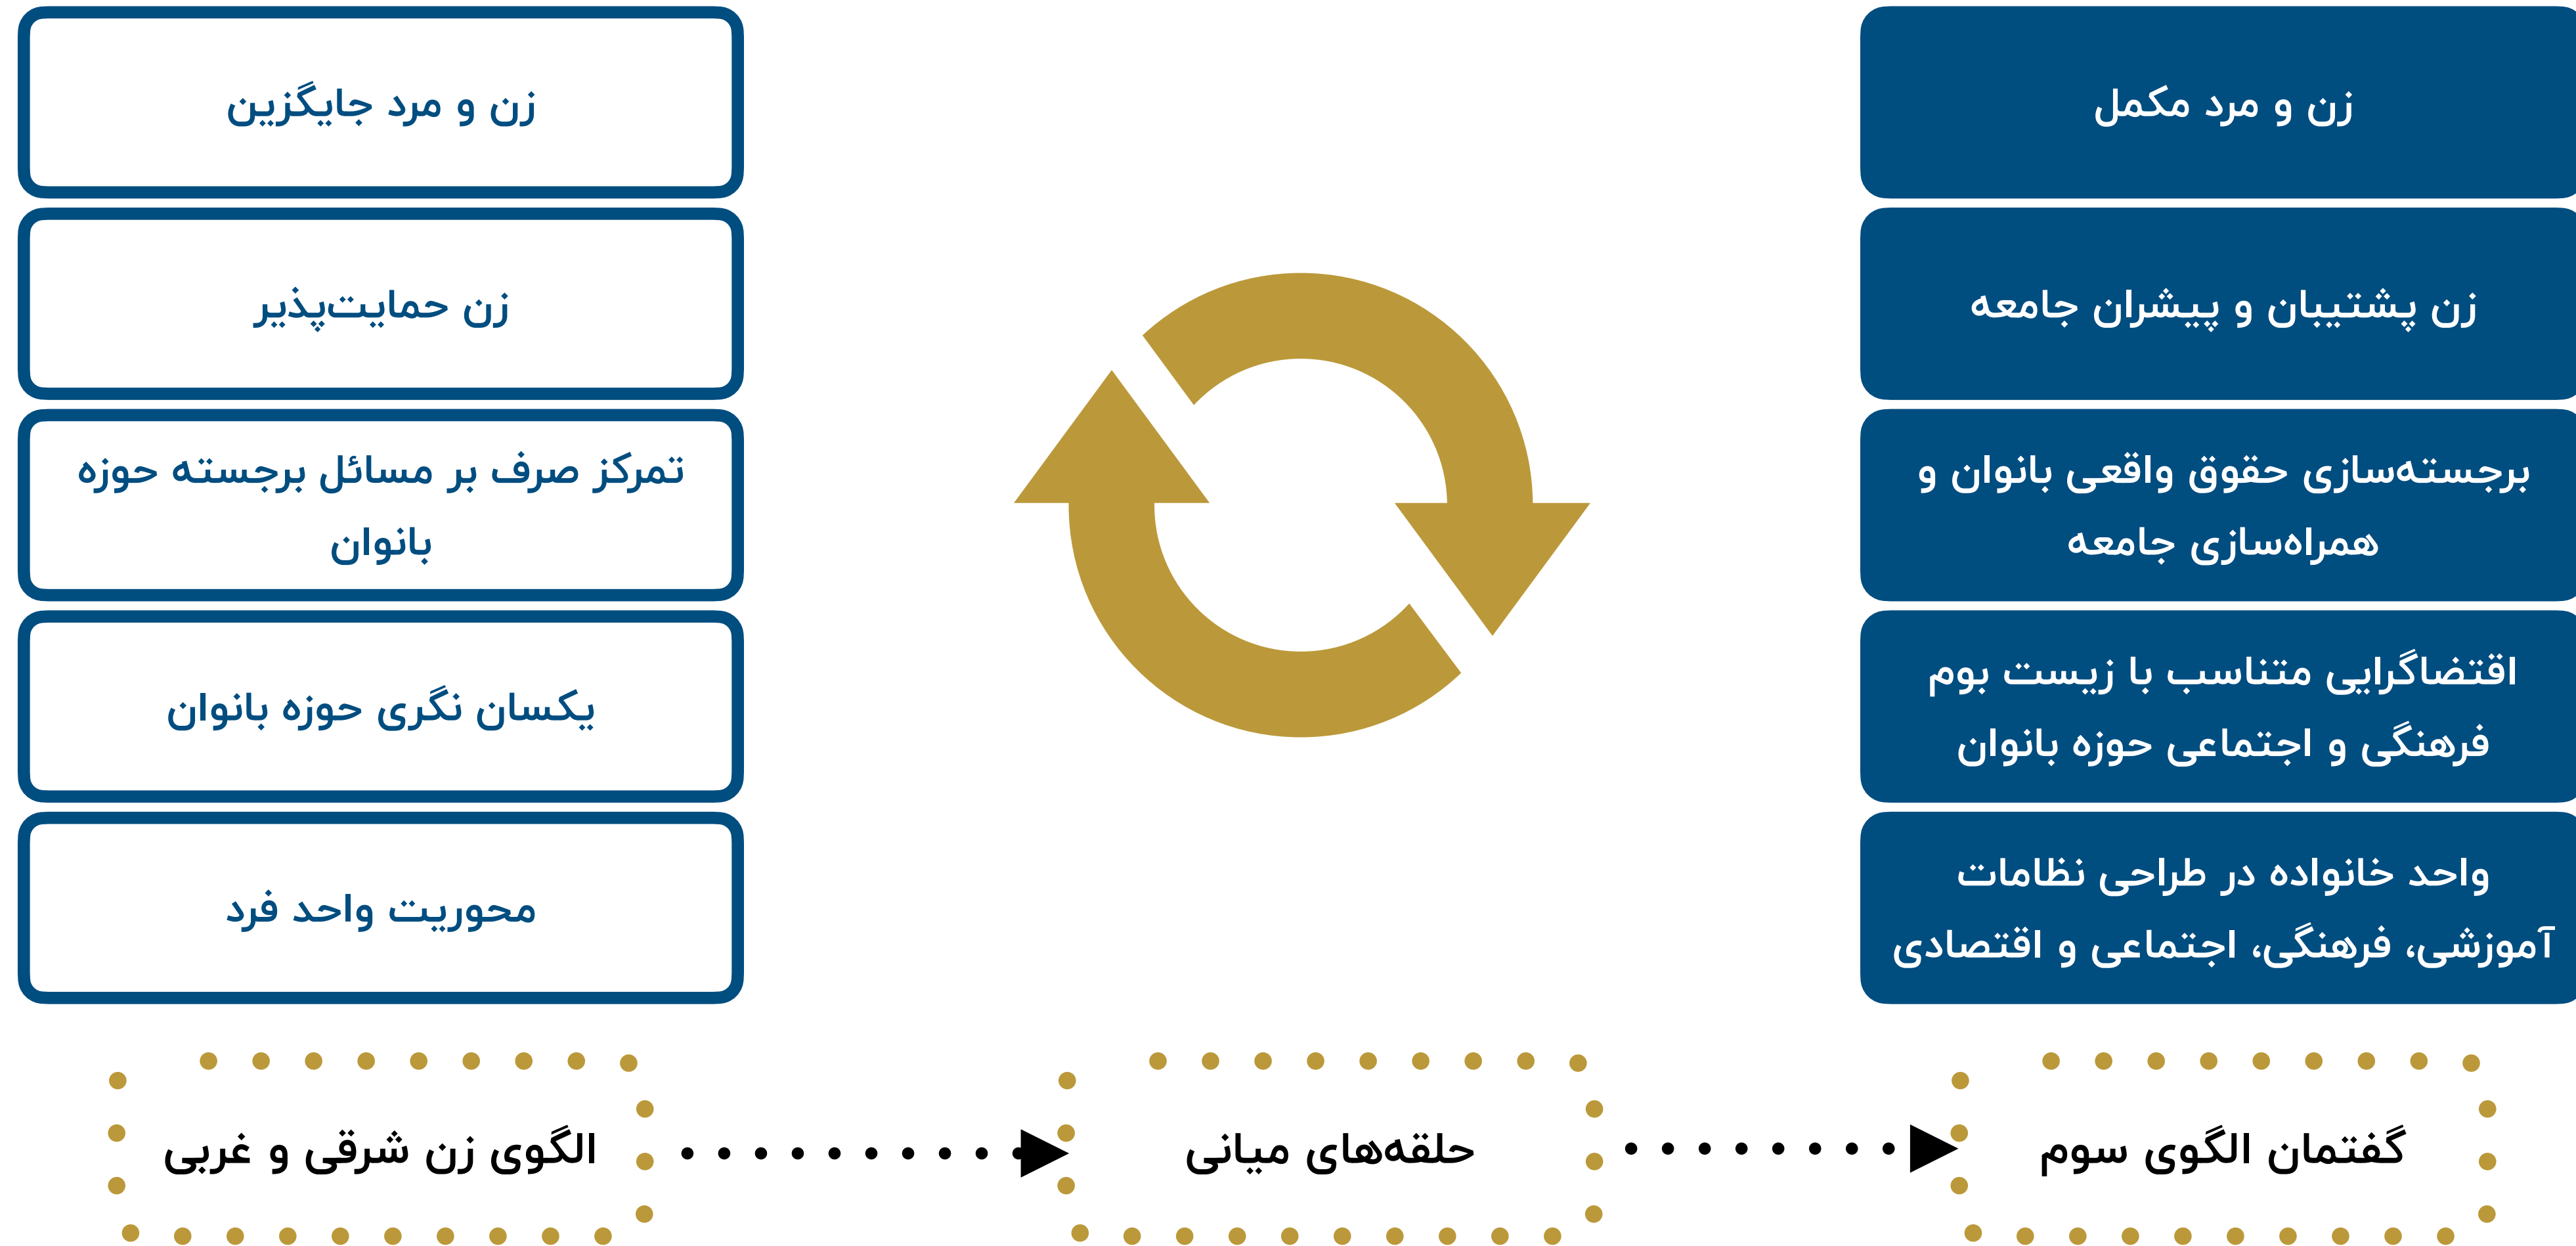 زن و مرد مکمل
زن پشتیبان و پیشران جامعه
برجسته‌سازی حقوق واقعی بانوان و
همراه‌سازی جامعه
اقتضاگرایی متناسب با زیست بوم
فرهنگی و اجتماعی حوزه بانوان
واحد خانواده در طراحی نظامات
آموزشی، فرهنگی، اجتماعی و اقتصادی
زن و مرد جایگزین
زن حمایت‌پذیر
تمرکز صرف بر مسائل برجسته حوزه
بانوان
یکسان نگری حوزه بانوان
محوریت واحد فرد
گفتمان الگوی سوم
حلقه‌های میانی
الگوی زن شرقی و غربی